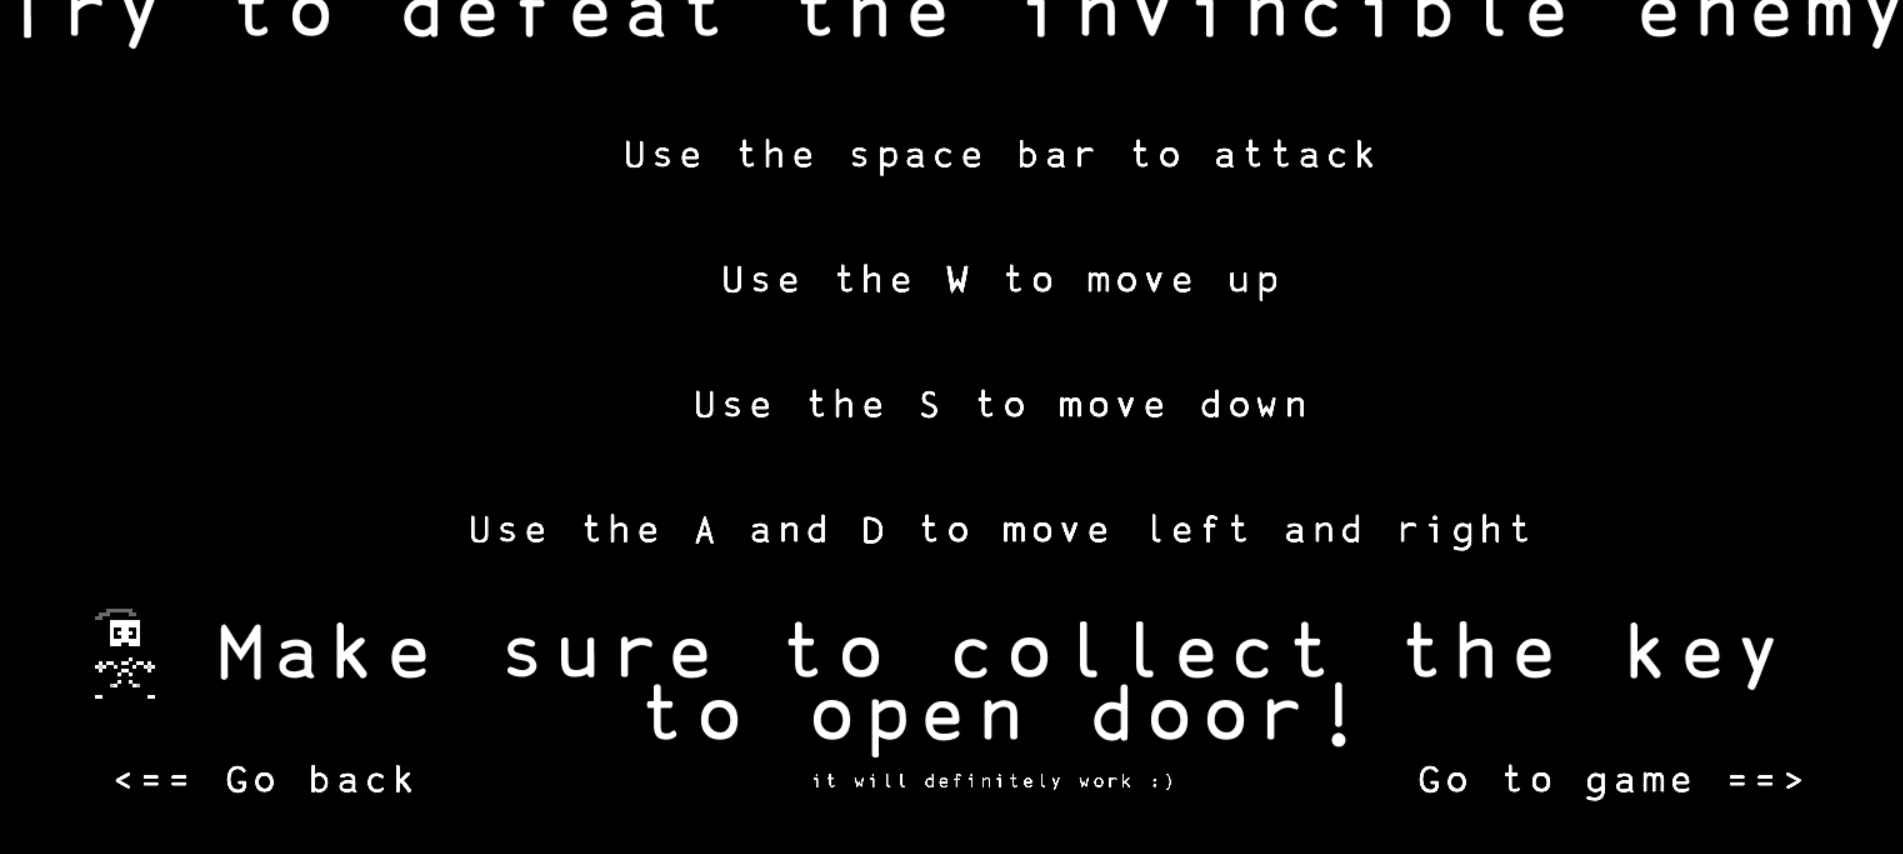 Try to defeat the invincible enemy
Use the space bar to attack
Use the W to move up
Use the S to move down
Use the A and D to move left and right
Make sure to collect the key
to open door!
<== Go back
it will definitely work :)
Go to game ==>